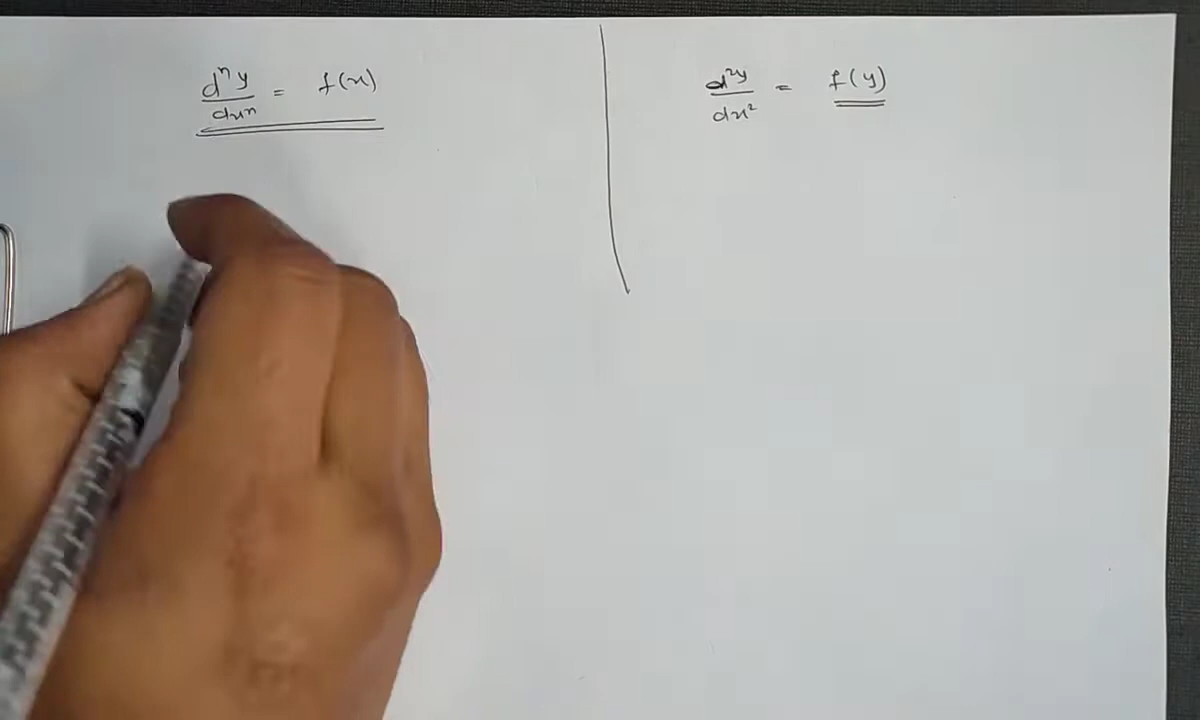 dⁿy/dxⁿ = f(x)
d²y/dx² = f(y)